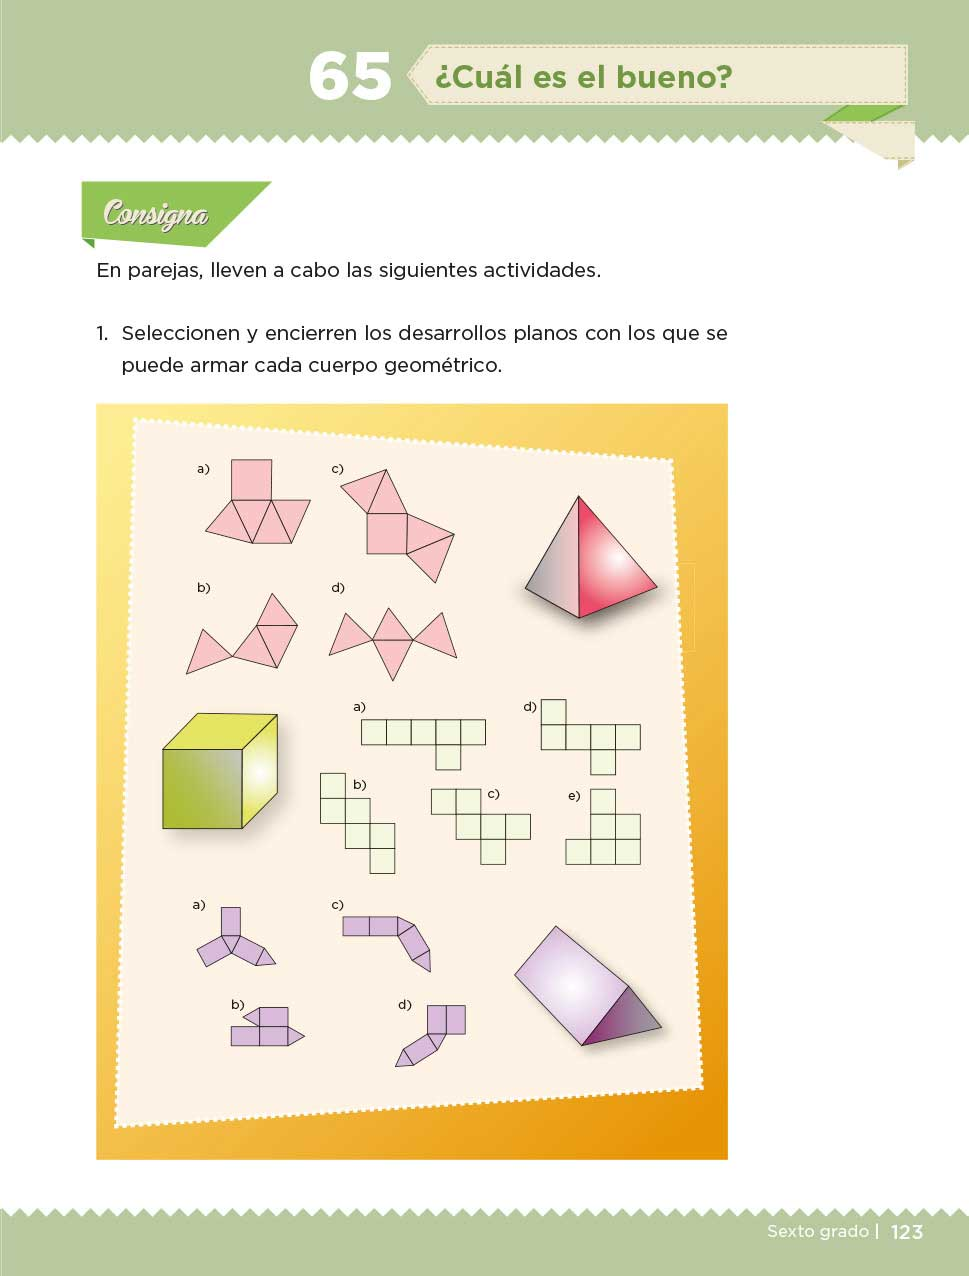 65
¿Cuál es el bueno?
Consigna
En parejas, lleven a cabo las siguientes actividades.
1. Seleccionen y encierren los desarrollos planos con los que se
puede armar cada cuerpo geométrico.
a)
c)
b)
d)
a)
d)
b)
c)
e)
a)
c)
b)
d)
Sexto grado | 123